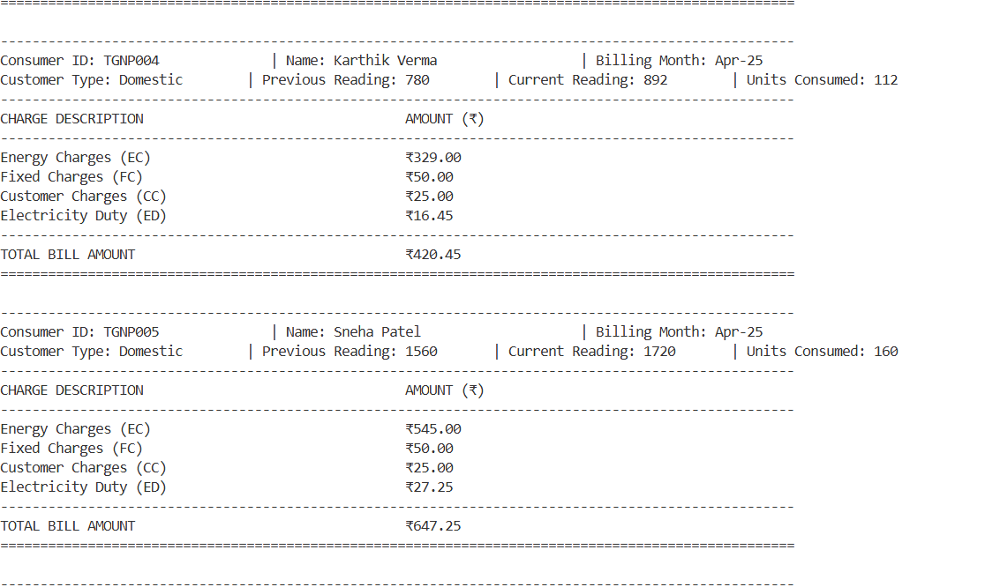 ====================================================================================================
----------------------------------------------------------------------------------------------------
Consumer ID: TGNP004              | Name: Karthik Verma                  | Billing Month: Apr-25
Customer Type: Domestic        | Previous Reading: 780        | Current Reading: 892        | Units Consumed: 112
----------------------------------------------------------------------------------------------------
CHARGE DESCRIPTION                                 AMOUNT (₹)
----------------------------------------------------------------------------------------------------
Energy Charges (EC)                                ₹329.00
Fixed Charges (FC)                                 ₹50.00
Customer Charges (CC)                              ₹25.00
Electricity Duty (ED)                              ₹16.45
----------------------------------------------------------------------------------------------------
TOTAL BILL AMOUNT                                  ₹420.45
====================================================================================================
----------------------------------------------------------------------------------------------------
Consumer ID: TGNP005              | Name: Sneha Patel                    | Billing Month: Apr-25
Customer Type: Domestic        | Previous Reading: 1560       | Current Reading: 1720       | Units Consumed: 160
----------------------------------------------------------------------------------------------------
CHARGE DESCRIPTION                                 AMOUNT (₹)
----------------------------------------------------------------------------------------------------
Energy Charges (EC)                                ₹545.00
Fixed Charges (FC)                                 ₹50.00
Customer Charges (CC)                              ₹25.00
Electricity Duty (ED)                              ₹27.25
----------------------------------------------------------------------------------------------------
TOTAL BILL AMOUNT                                  ₹647.25
====================================================================================================
----------------------------------------------------------------------------------------------------